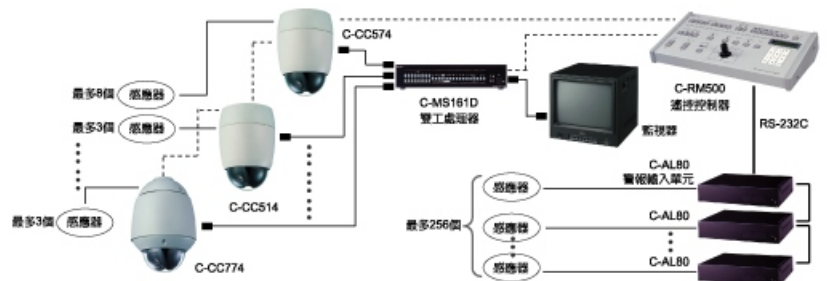 C-CC574
最多8個 感應器
最多3個 感應器
最多3個 感應器
C-CC514
C-CC774
C-MS161D
雙工處理器
監視器
C-RM500
遙控控制器
RS-232C
C-AL80
警報輸入單元
感應器
最多256個
感應器
C-AL80
感應器
C-AL80